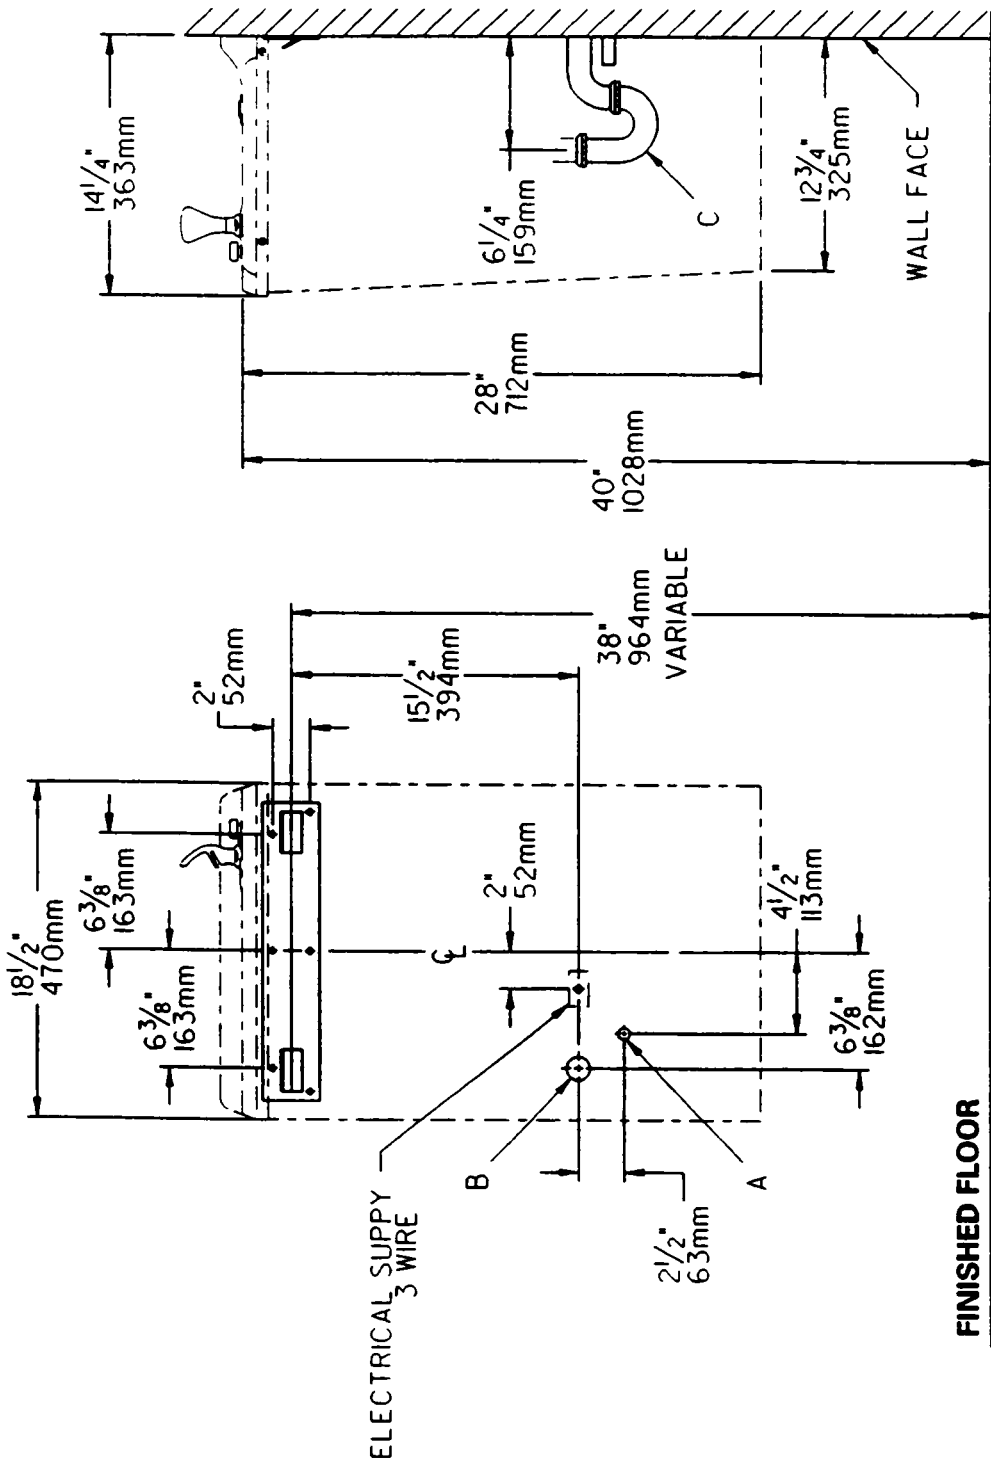 18 1/2"
470mm
6 3/8"
163mm
6 3/8"
163mm
2"
52mm
15 1/2"
394mm
38"
964mm
VARIABLE
ELECTRICAL SUPPY
3 WIRE
B
2"
52mm
CL
2 1/2"
63mm
A
4 1/2"
113mm
6 3/8"
162mm
14 1/4"
363mm
6 1/4"
159mm
28"
712mm
40"
1028mm
C
12 3/4"
325mm
WALL FACE
FINISHED FLOOR